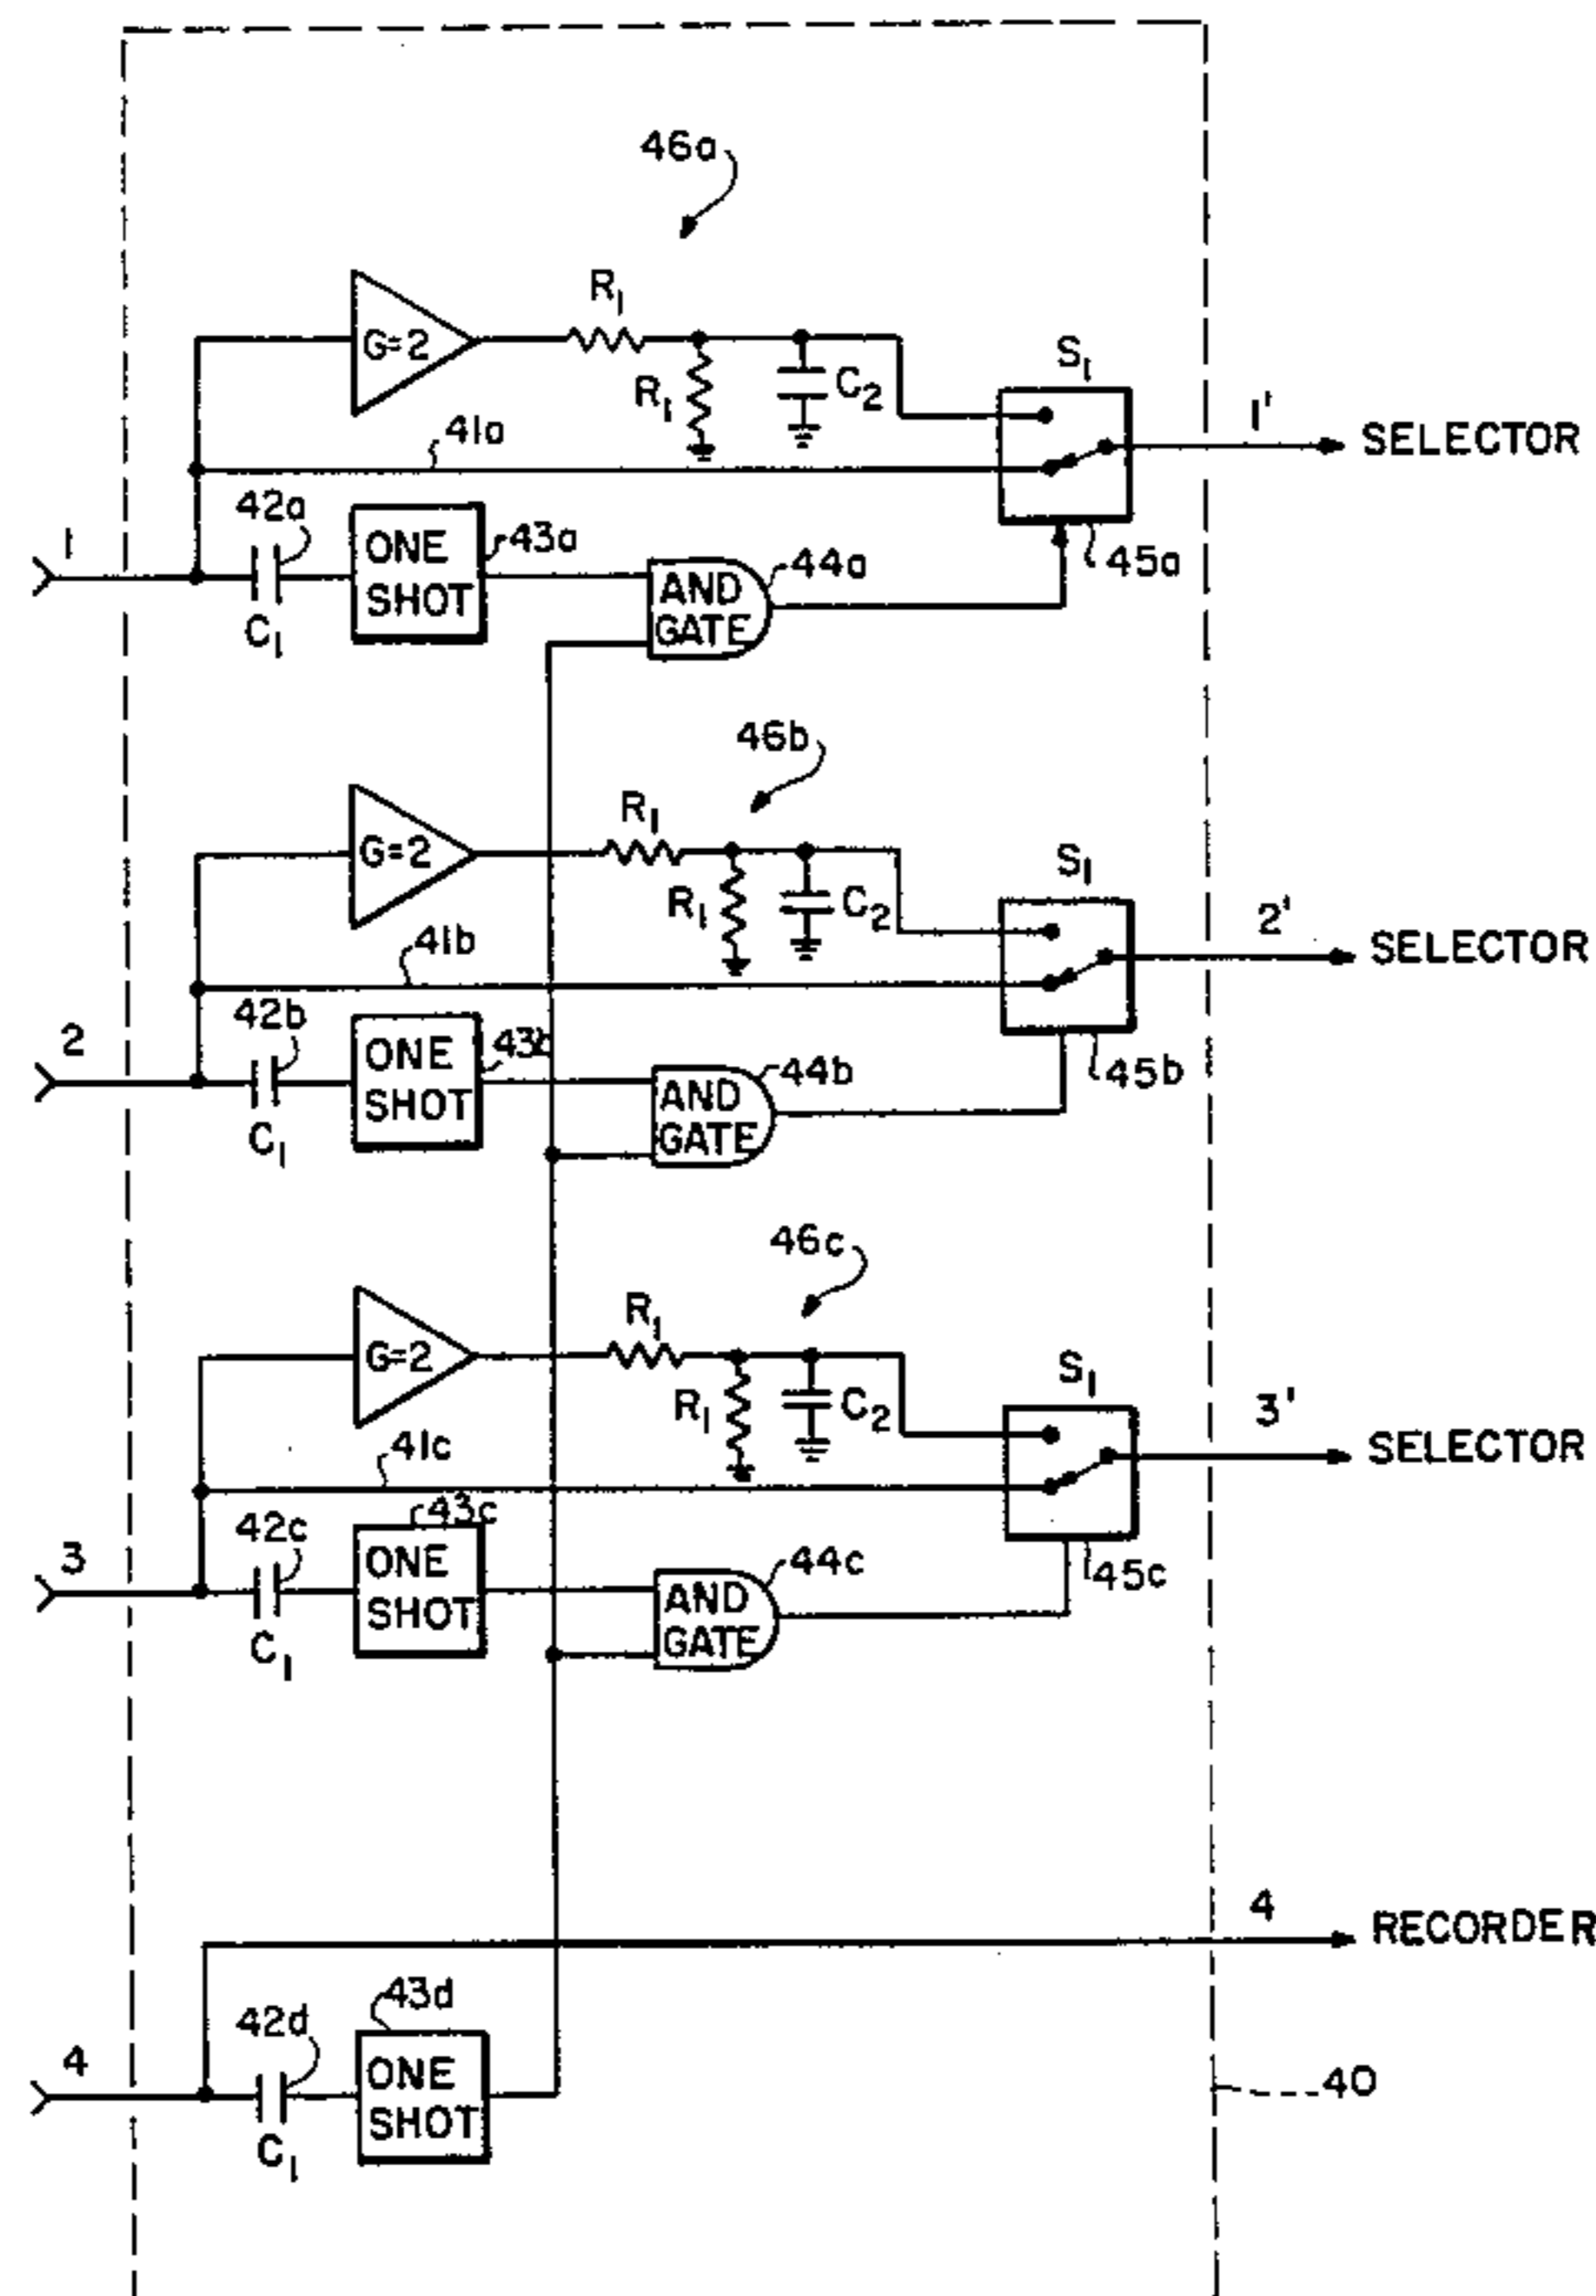 46a
R1
G=2
R1
C2
S1
1'
SELECTOR
41a
42a
1
ONE
SHOT
43a
C1
AND
GATE
44a
45a
46b
R1
G=2
R1
C2
S1
2'
SELECTOR
41b
42b
2
ONE
SHOT
43b
C1
AND
GATE
44b
45b
46c
R1
G=2
R1
C2
S1
3'
SELECTOR
41c
42c
43c
3
ONE
SHOT
C1
AND
GATE
44c
45c
4
RECORDER
43d
42d
4
ONE
SHOT
C1
40